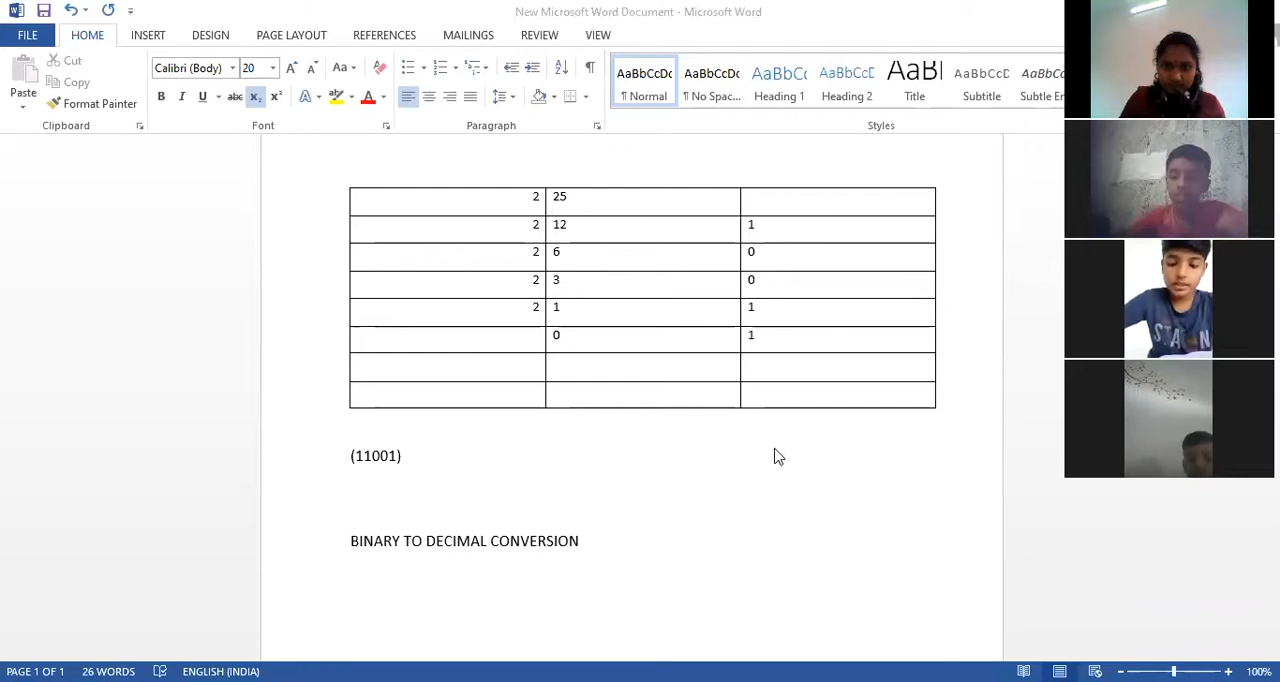 New Microsoft Word Document - Microsoft Word
FILE HOME INSERT DESIGN PAGE LAYOUT REFERENCES MAILINGS REVIEW VIEW
Paste
Cut
Copy
Format Painter
Clipboard
Calibri (Body) 20
Font
Paragraph
AaBbCcDc AaBbCcDc AaBbCc AaBbCcD AaBl AaBbCcD AaBbCcDc
¶ Normal ¶ No Spac... Heading 1 Heading 2 Title Subtitle Subtle Em
Styles
2 25
2 12 1
2 6 0
2 3 0
2 1 1
0 1
(11001)
BINARY TO DECIMAL CONVERSION
PAGE 1 OF 1 26 WORDS ENGLISH (INDIA) 100%